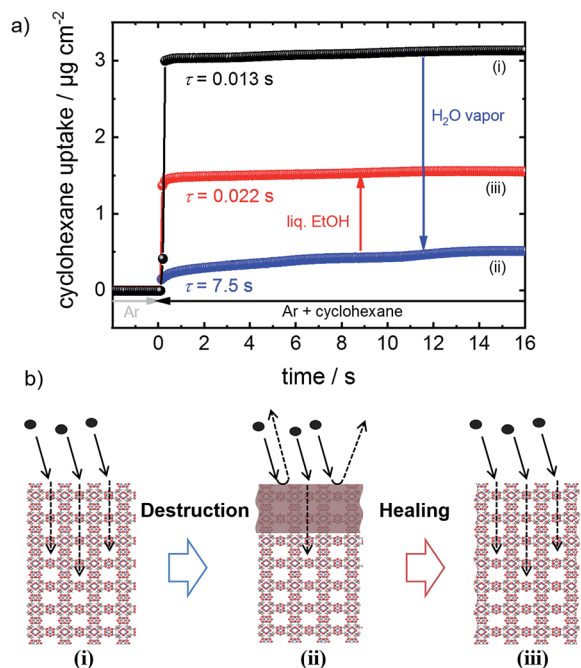 a)
cyclohexane uptake / µg cm⁻²
3
2
1
0
τ = 0.013 s
(i)
H₂O vapor
τ = 0.022 s
(iii)
liq. EtOH
(ii)
τ = 7.5 s
Ar
Ar + cyclohexane
0 2 4 6 8 10 12 14 16
time / s
b)
Destruction
Healing
(i)
(ii)
(iii)